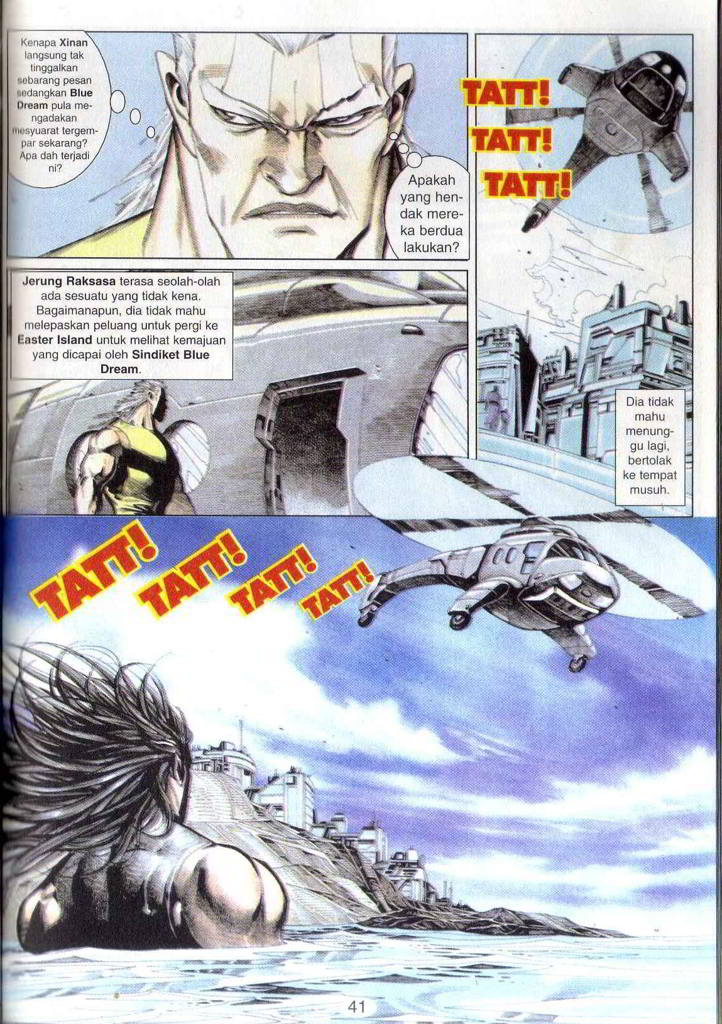 Kenapa Xinan
langsung tak
tinggalkan
sebarang pesan
sedangkan Blue
Dream pula me-
ngadakan
mesyuarat tergem-
par sekarang?
Apa dah terjadi
ni?
Apakah
yang hen-
dak mere-
ka berdua
lakukan?
TATT!
TATT!
TATT!
Jerung Raksasa terasa seolah-olah
ada sesuatu yang tidak kena.
Bagaimanapun, dia tidak mahu
melepaskan peluang untuk pergi ke
Easter Island untuk melihat kemajuan
yang dicapai oleh Sindiket Blue
Dream.
Dia tidak
mahu
menung-
gu lagi,
bertolak
ke tempat
musuh.
TATT!
TATT!
TATT!
TATT!
41